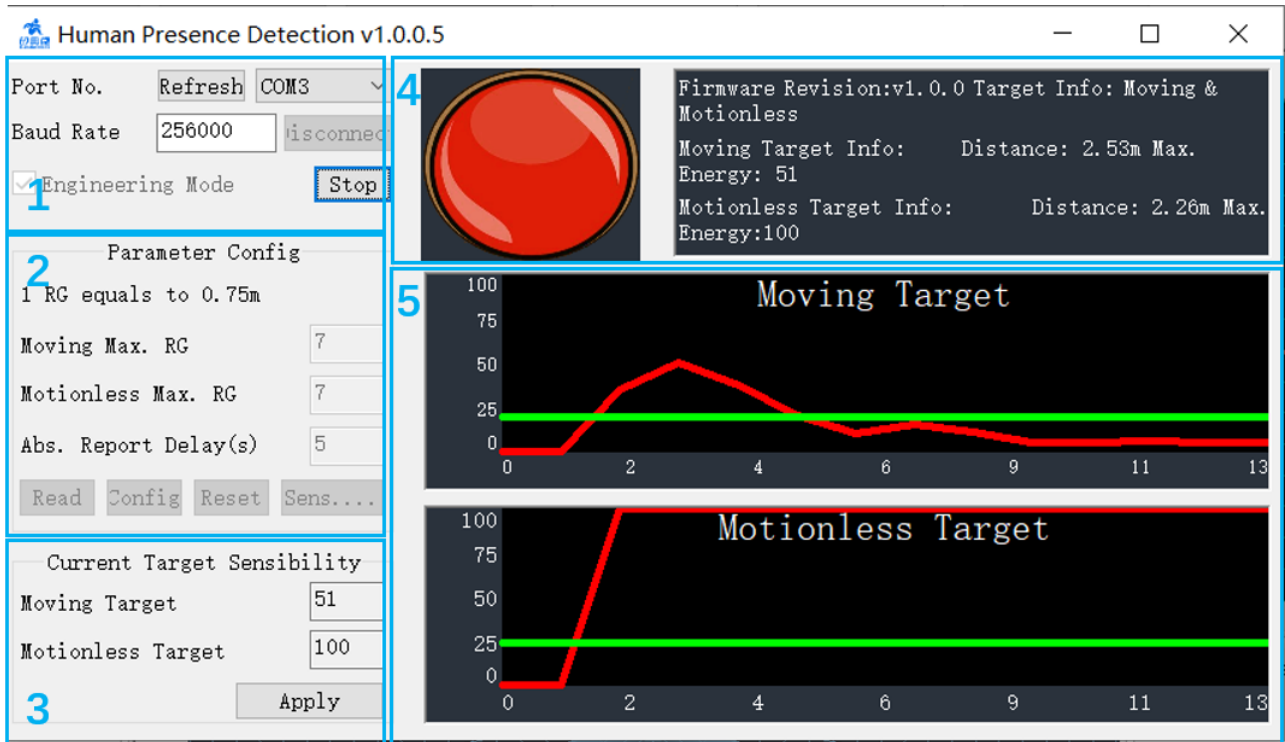 Human Presence Detection v1.0.0.5
1
Port No. Refresh COM3
Baud Rate 256000 isconnec
Engineering Mode Stop
2
Parameter Config
1 RG equals to 0.75m
Moving Max. RG 7
Motionless Max. RG 7
Abs. Report Delay(s) 5
Read Config Reset Sens....
3
Current Target Sensibility
Moving Target 51
Motionless Target 100
Apply
4
Firmware Revision:v1.0.0 Target Info: Moving &
Motionless
Moving Target Info: Distance: 2.53m Max.
Energy: 51
Motionless Target Info: Distance: 2.26m Max.
Energy:100
5
Moving Target
100
75
50
25
0
0 2 4 6 9 11 13
Motionless Target
100
75
50
25
0
0 2 4 6 9 11 13